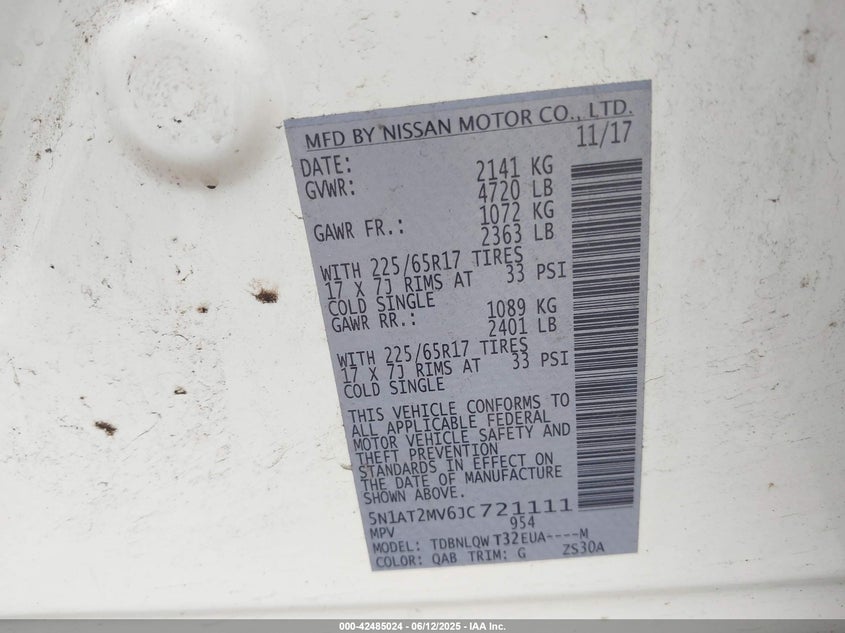 MFD BY NISSAN MOTOR CO., LTD.
DATE: 11/17
GVWR: 2141 KG
4720 LB
GAWR FR.: 1072 KG
2363 LB
WITH 225/65R17 TIRES
17 X 7J RIMS AT 33 PSI
COLD SINGLE
GAWR RR.: 1089 KG
2401 LB
WITH 225/65R17 TIRES
17 X 7J RIMS AT 33 PSI
COLD SINGLE
THIS VEHICLE CONFORMS TO
ALL APPLICABLE FEDERAL
MOTOR VEHICLE SAFETY AND
THEFT PREVENTION
STANDARDS IN EFFECT ON
THE DATE OF MANUFACTURE
SHOWN ABOVE.
5N1AT2MV6JC721111
MPV 954
MODEL: TDBNLQW T32EUA----M
COLOR: QAB TRIM: G ZS30A
000-42485024 - 06/12/2025 - IAA Inc.